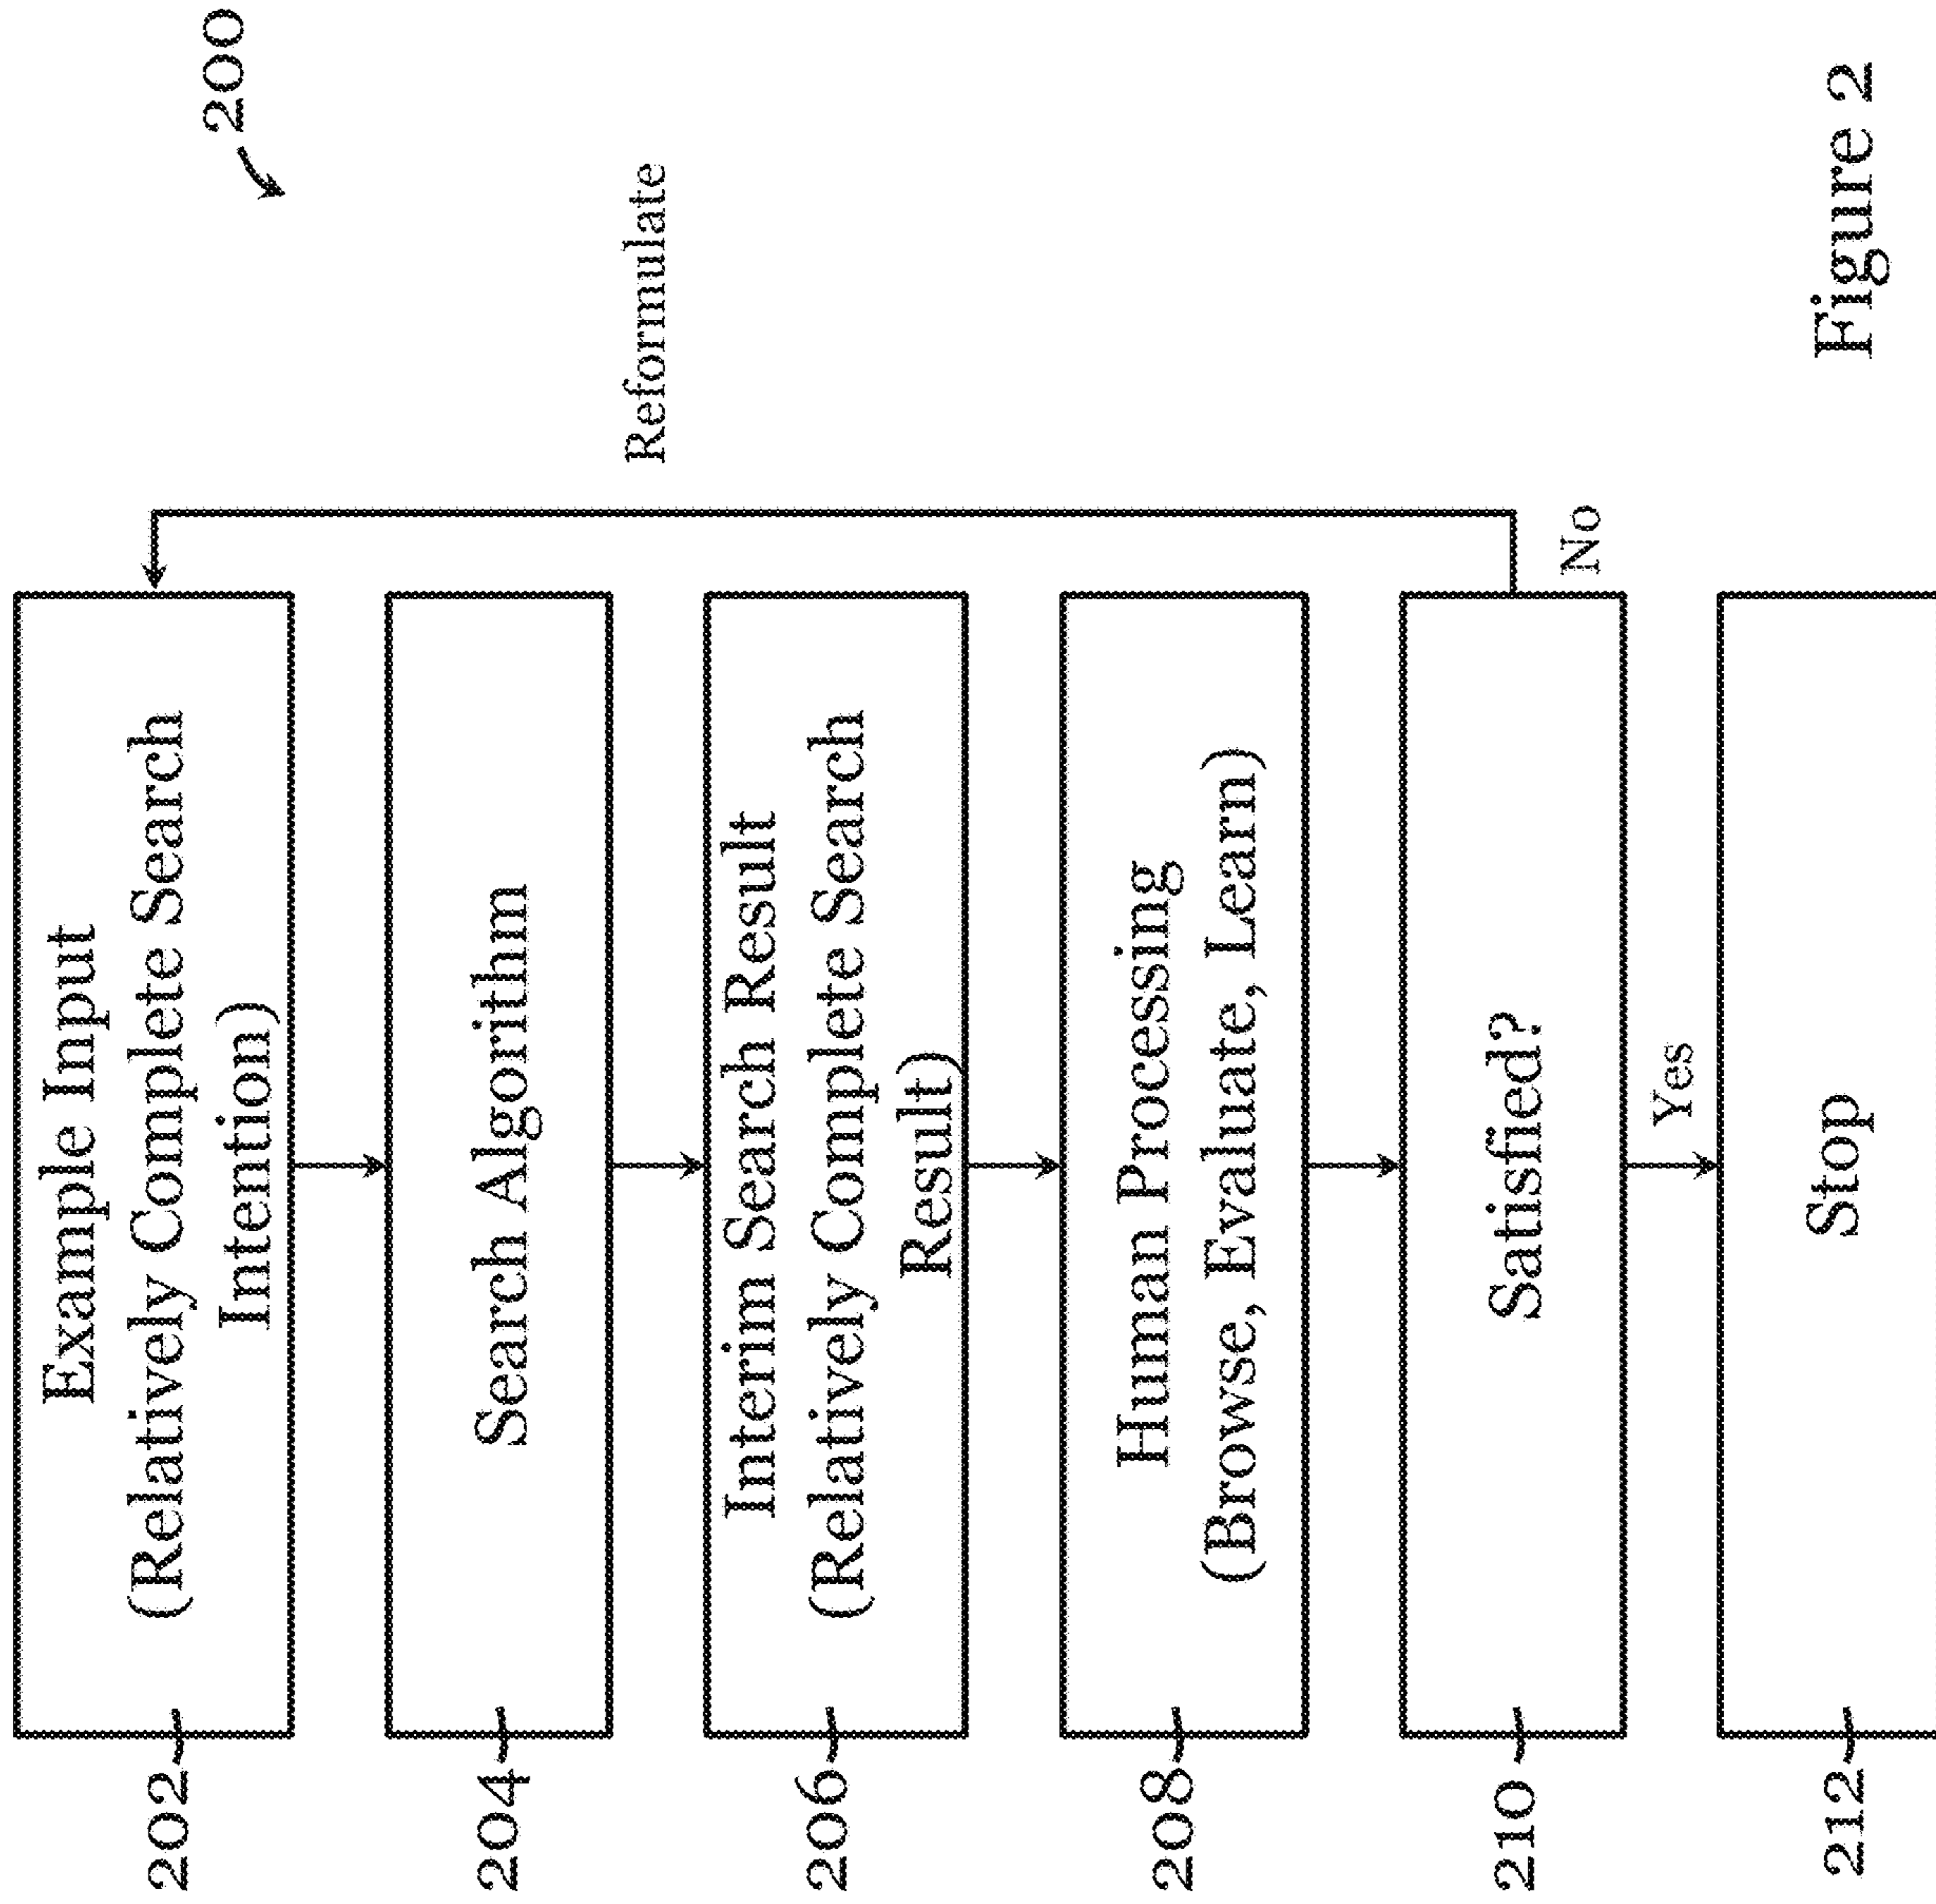 200
202
Example Input
(Relatively Complete Search
Intention)
204
Search Algorithm
Reformulate
206
Interim Search Result
(Relatively Complete Search
Result)
208
Human Processing
(Browse, Evaluate, Learn)
210
Satisfied?
No
Yes
212
Stop
Figure 2